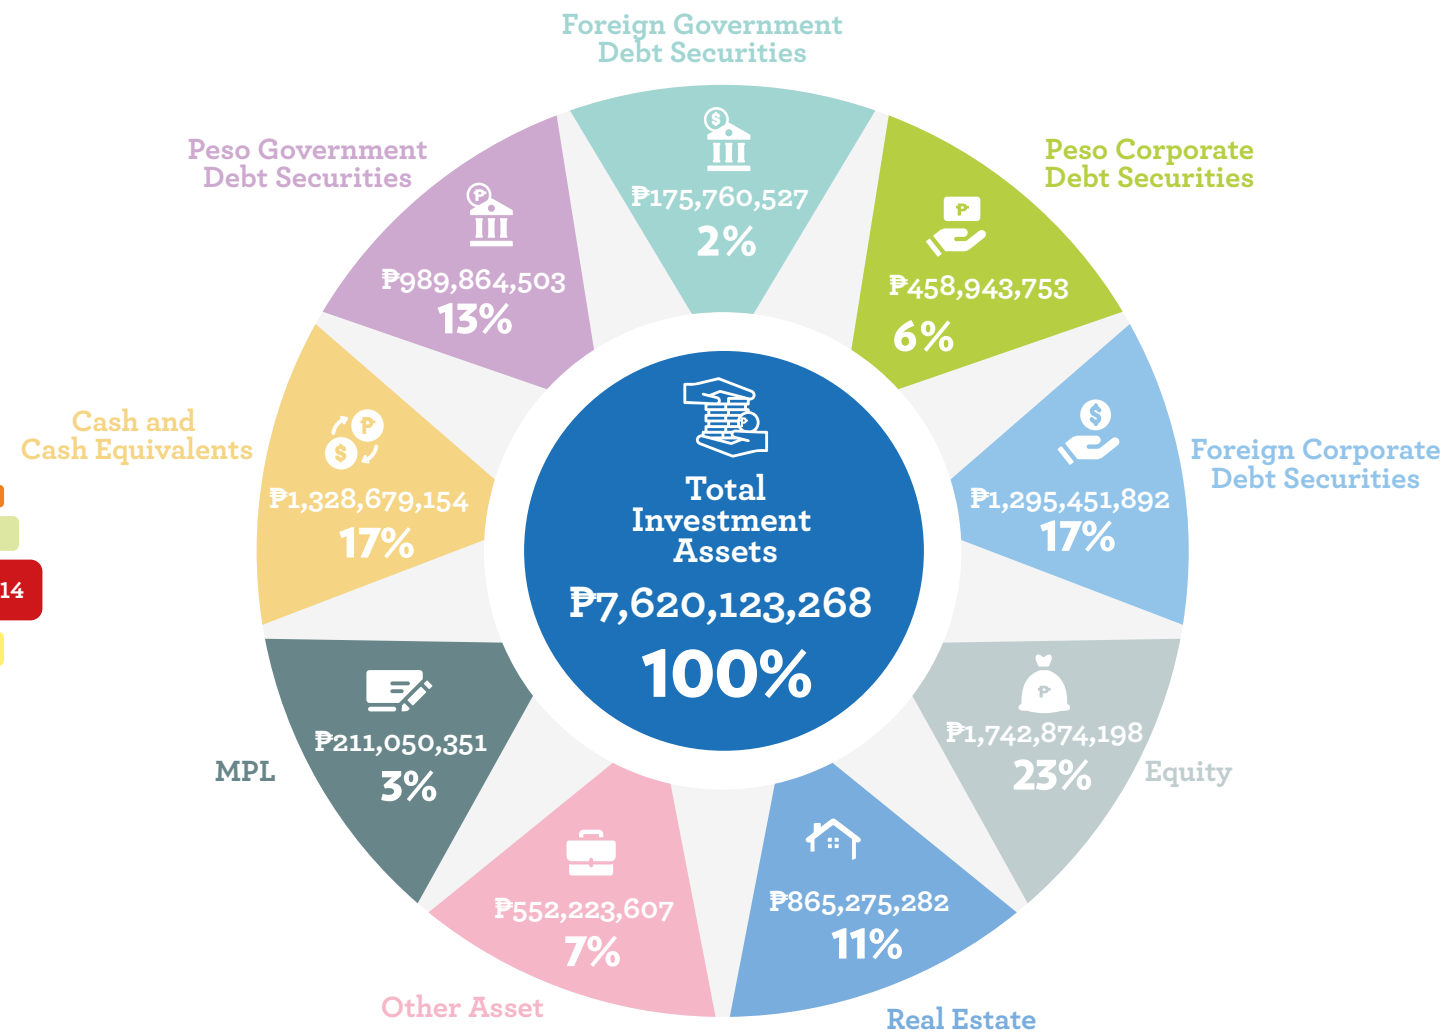 Foreign Government
Debt Securities
₱175,760,527
2%
Peso Government
Debt Securities
₱989,864,503
13%
Peso Corporate
Debt Securities
₱458,943,753
6%
Cash and
Cash Equivalents
₱1,328,679,154
17%
Foreign Corporate
Debt Securities
₱1,295,451,892
17%
Total
Investment
Assets
₱7,620,123,268
100%
14
MPL
₱211,050,351
3%
Equity
₱1,742,874,198
23%
Other Asset
₱552,223,607
7%
Real Estate
₱865,275,282
11%